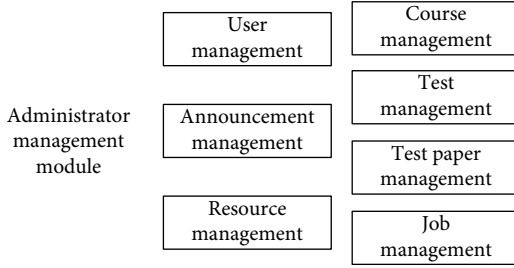 Administrator
management
module
User
management
Announcement
management
Resource
management
Course
management
Test
management
Test paper
management
Job
management